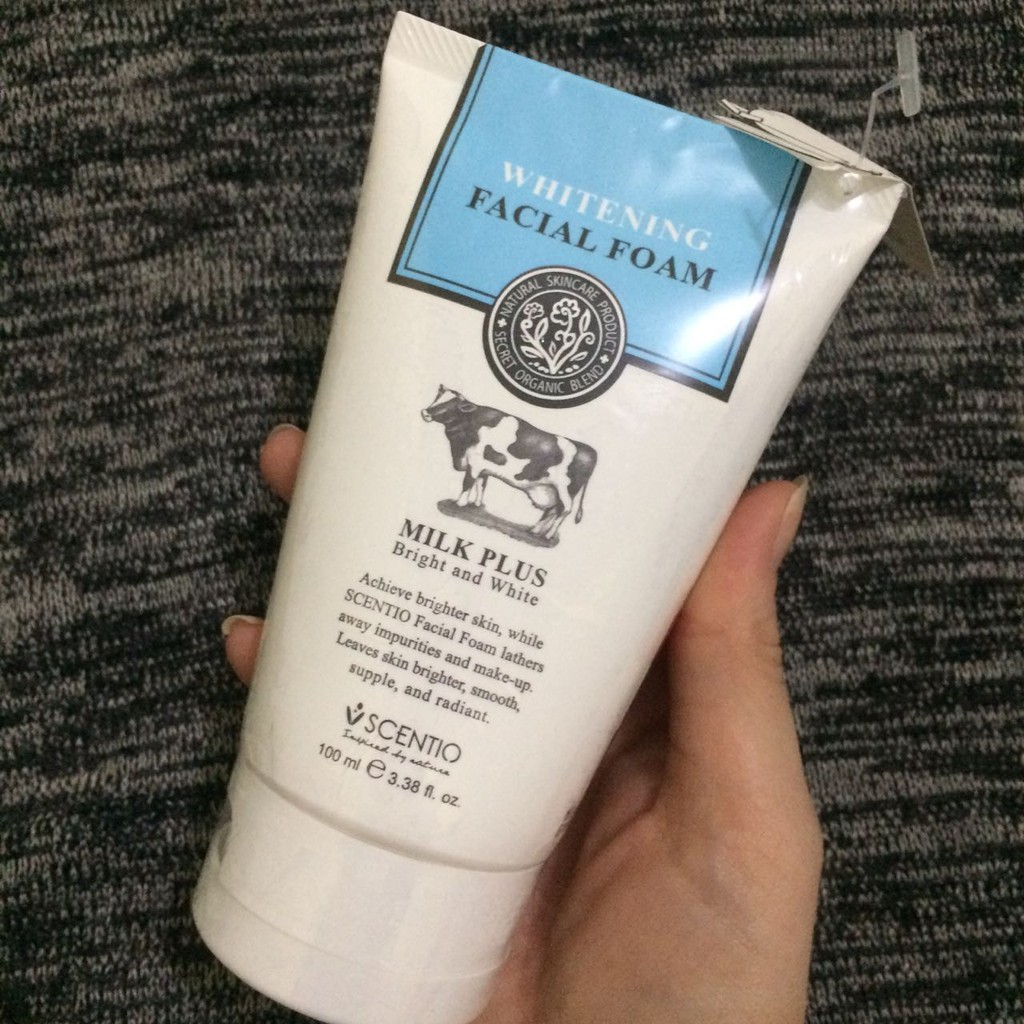 WHITENING
FACIAL FOAM
NATURAL SKINCARE PRODUCT
SECRET ORGANIC BLEND
MILK PLUS
Bright and White
Achieve brighter skin, while
SCENTIO Facial Foam lathers
away impurities and make-up.
Leaves skin brighter, smooth,
supple, and radiant.
SCENTIO
Inspired by nature
100 ml e 3.38 fl. oz.